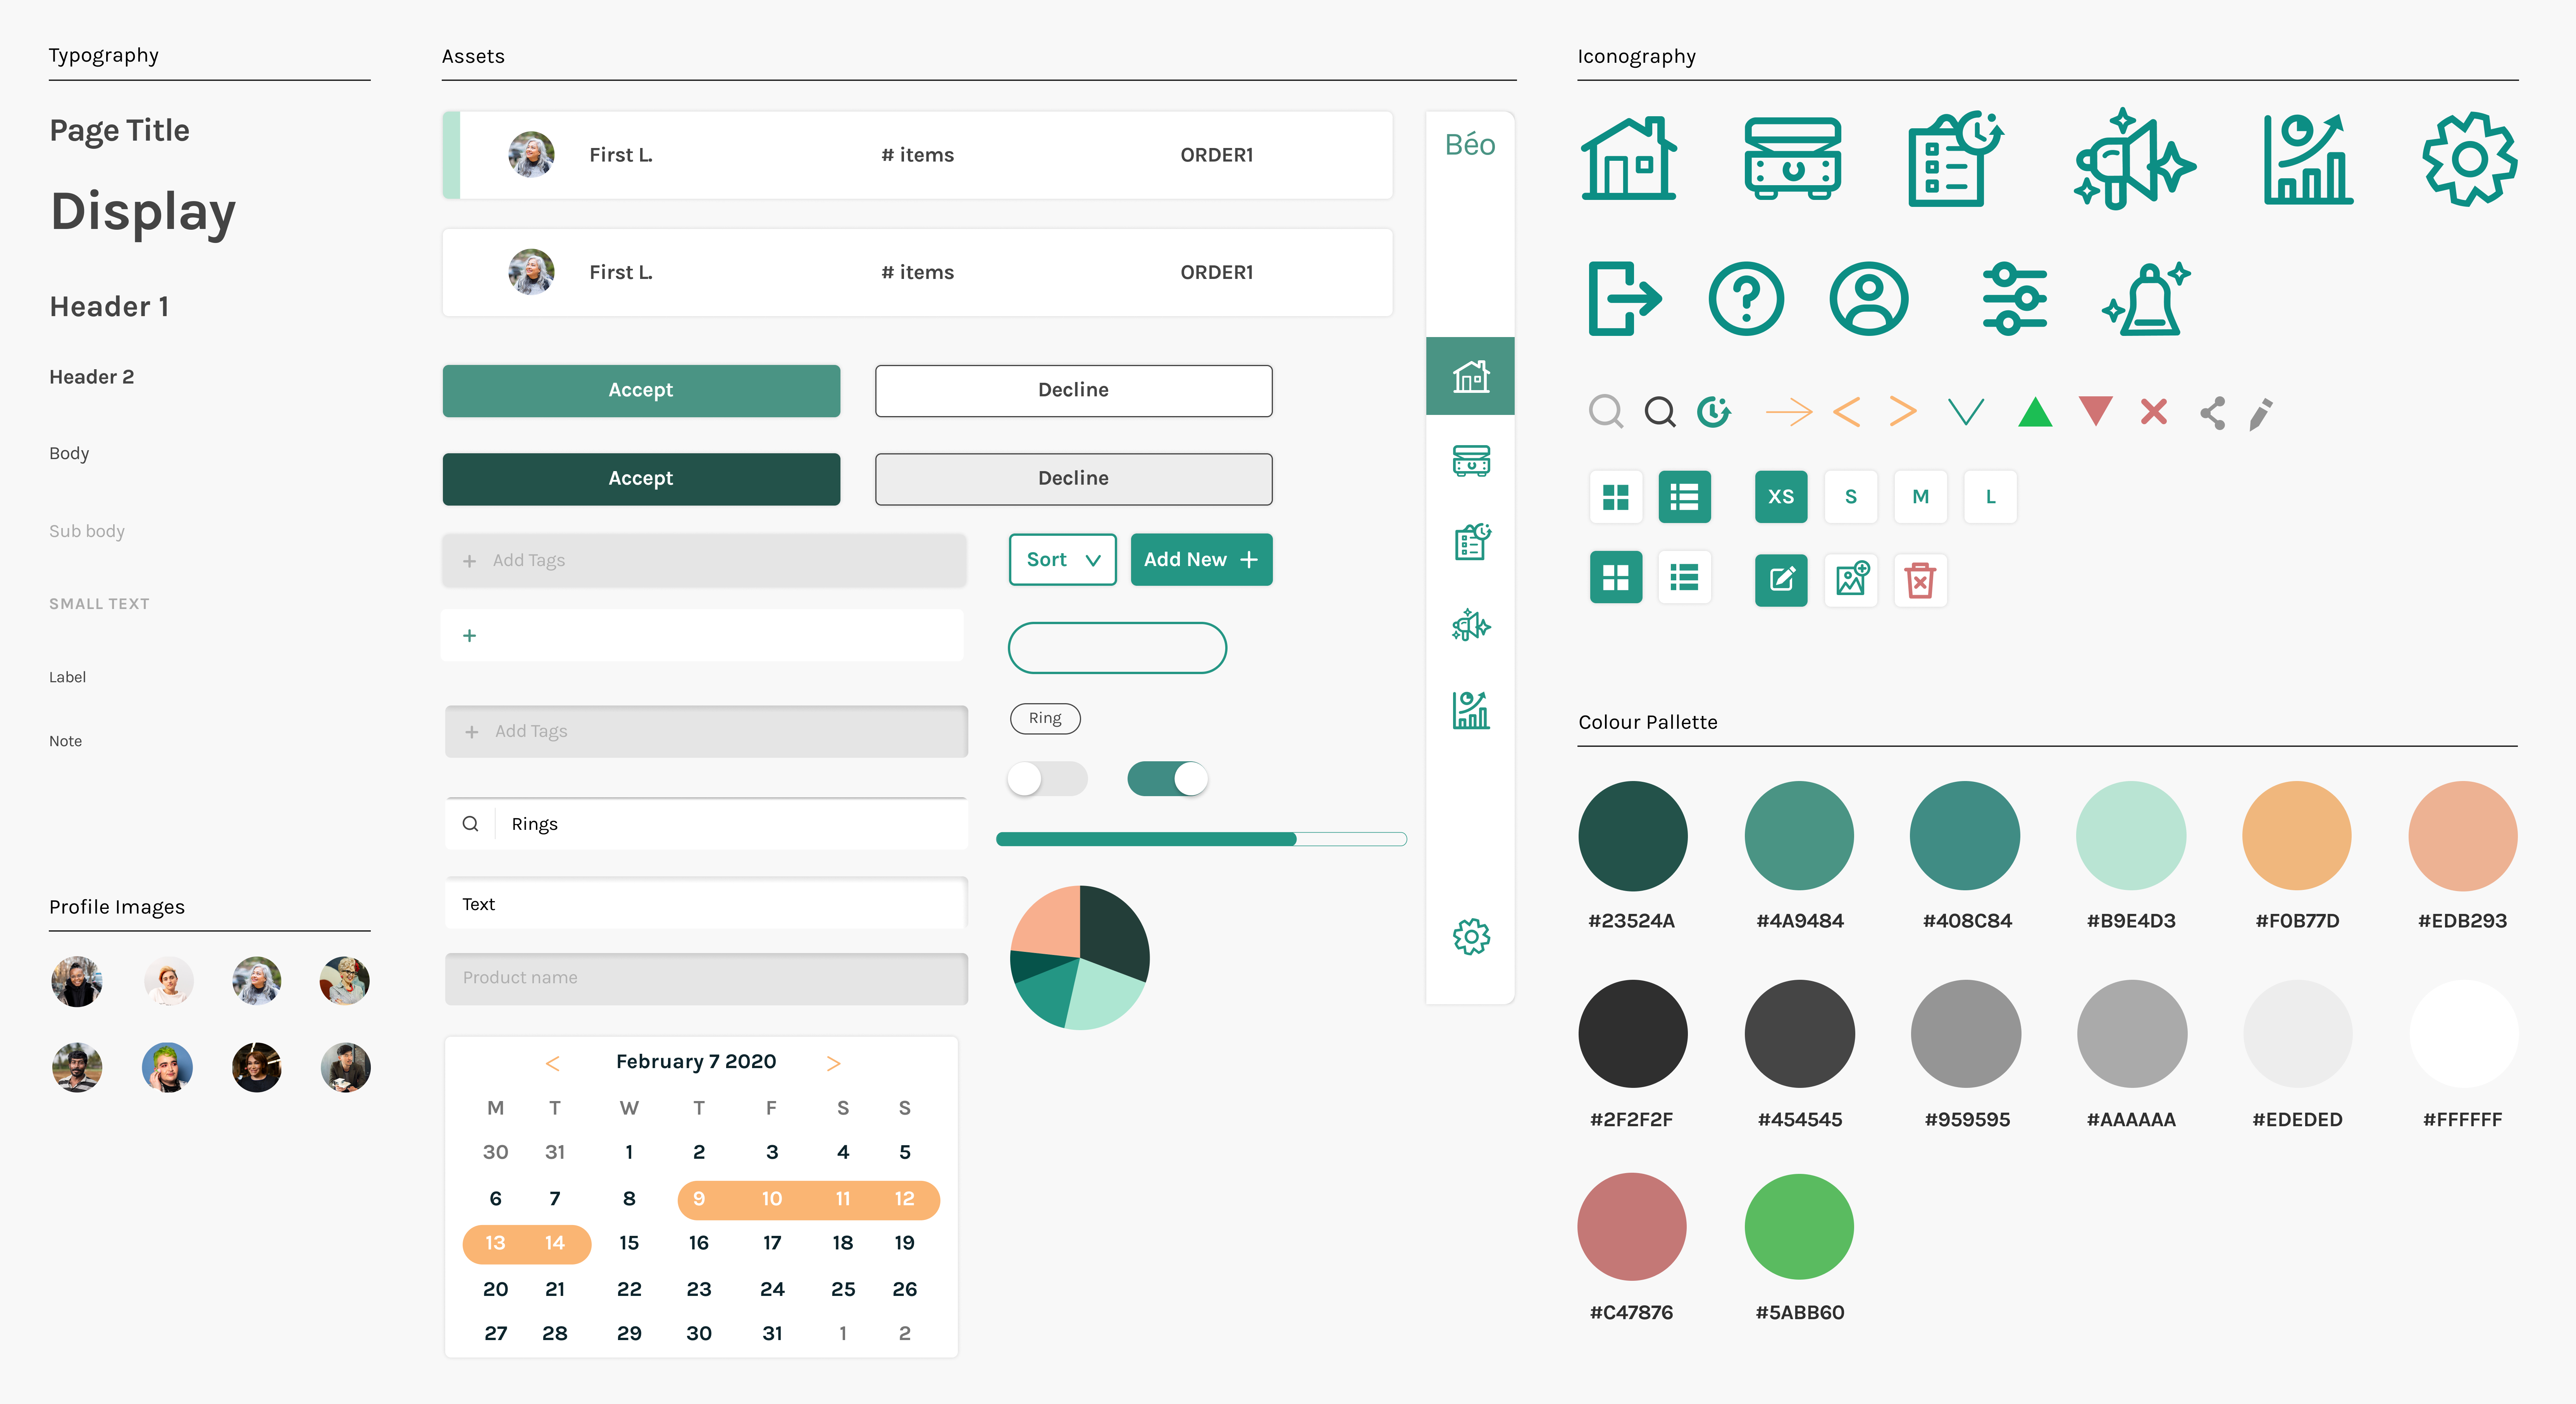 Typography
Page Title
Display
Header 1
Header 2
Body
Sub body
SMALL TEXT
Label
Note
Profile Images
Assets
First L. # items ORDER1
First L. # items ORDER1
Accept Decline
Accept Decline
+ Add Tags
Sort Add New +
+
+ Add Tags
Ring
Rings
Text
Product name
< February 7 2020 >
M T W T F S S
30 31 1 2 3 4 5
6 7 8 9 10 11 12
13 14 15 16 17 18 19
20 21 22 23 24 25 26
27 28 29 30 31 1 2
Béo
Iconography
?
XS S M L
Colour Pallette
#23524A #4A9484 #408C84 #B9E4D3 #F0B77D #EDB293
#2F2F2F #454545 #959595 #AAAAAA #EDEDED #FFFFFF
#C47876 #5ABB60